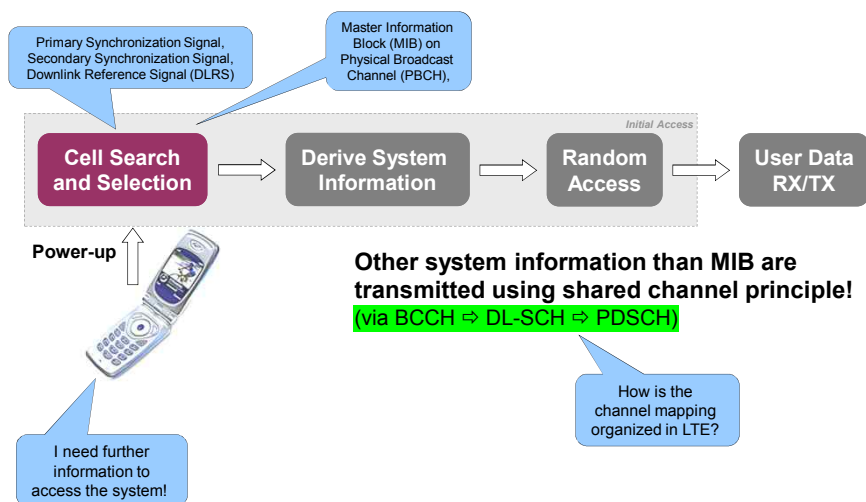 Primary Synchronization Signal,
Secondary Synchronization Signal,
Downlink Reference Signal (DLRS)
Master Information
Block (MIB) on
Physical Broadcast
Channel (PBCH),
Initial Access
Cell Search
and Selection
Derive System
Information
Random
Access
User Data
RX/TX
Power-up
Other system information than MIB are
transmitted using shared channel principle!
(via BCCH ⇨ DL-SCH ⇨ PDSCH)
How is the
channel mapping
organized in LTE?
I need further
information to
access the system!